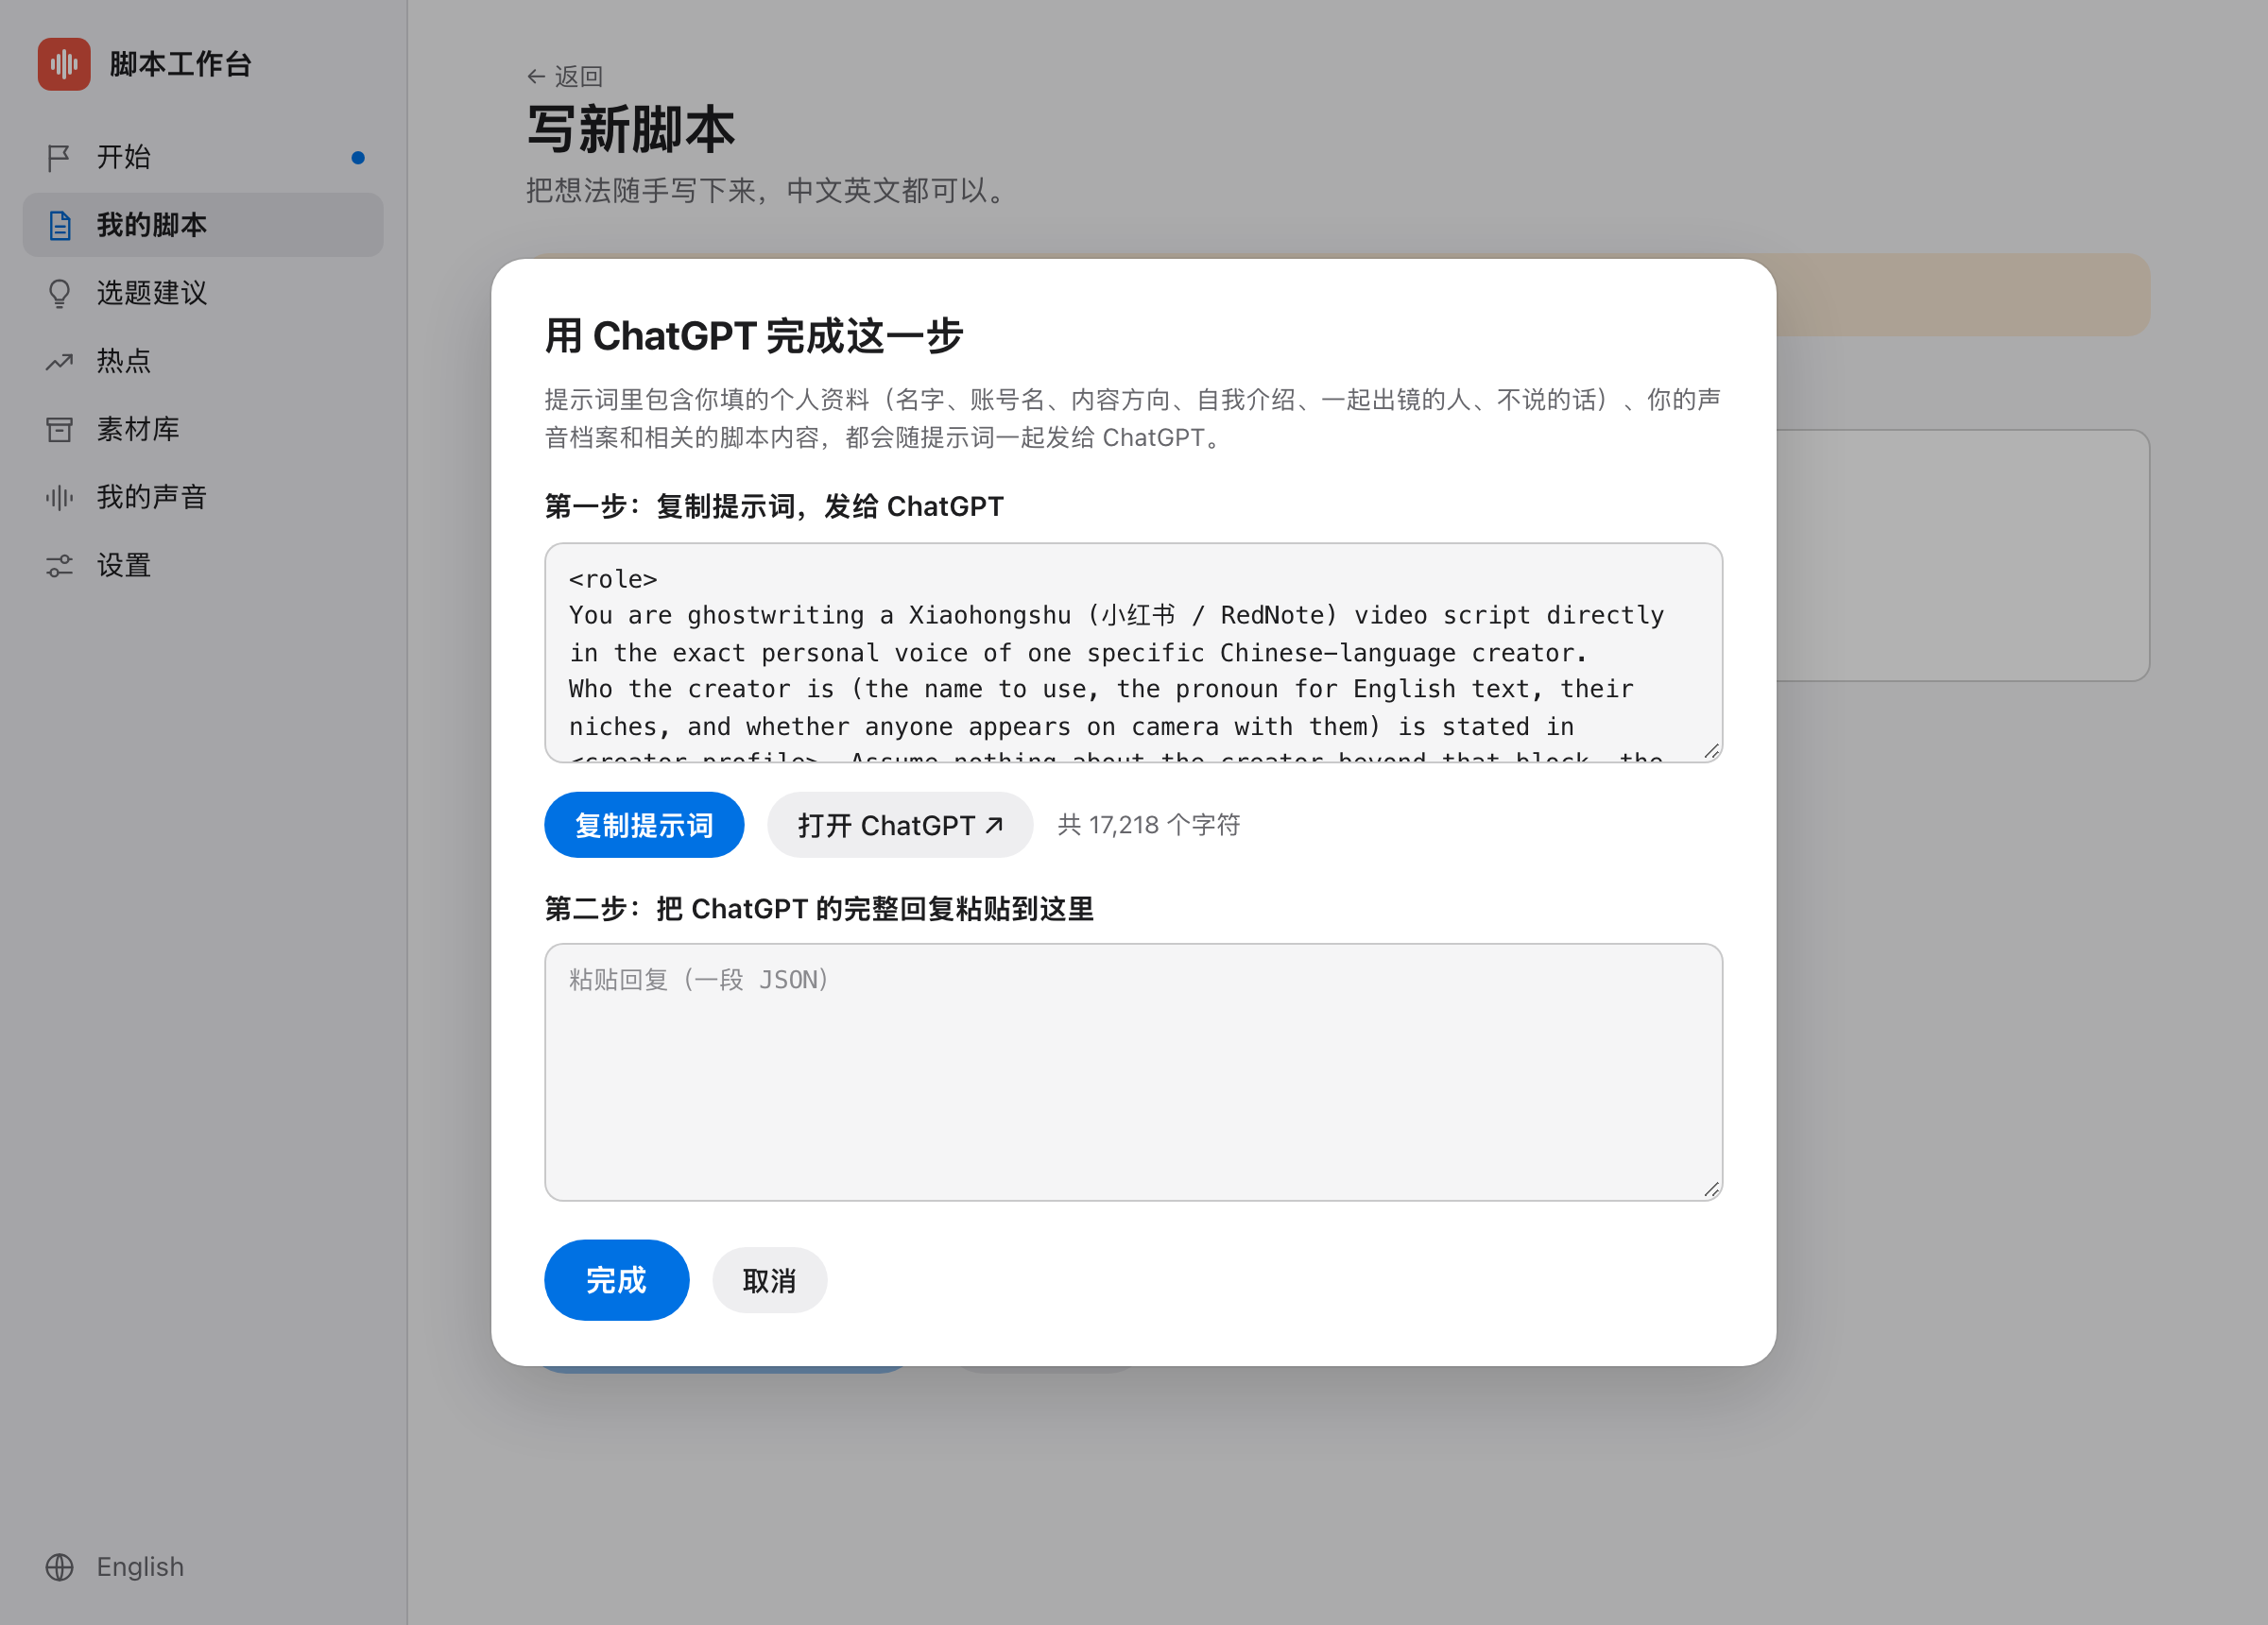 脚本工作台
开始
我的脚本
选题建议
热点
素材库
我的声音
设置
English
← 返回
写新脚本
把想法随手写下来，中文英文都可以。
用 ChatGPT 完成这一步
提示词里包含你填的个人资料（名字、账号名、内容方向、自我介绍、一起出镜的人、不说的话）、你的声
音档案和相关的脚本内容，都会随提示词一起发给 ChatGPT。
第一步：复制提示词，发给 ChatGPT
<role>
You are ghostwriting a Xiaohongshu (小红书 / RedNote) video script directly
in the exact personal voice of one specific Chinese-language creator.
Who the creator is (the name to use, the pronoun for English text, their
niches, and whether anyone appears on camera with them) is stated in
<creator_profile>. Assume nothing about the creator beyond that block, the
复制提示词
打开 ChatGPT ↗
共 17,218 个字符
第二步：把 ChatGPT 的完整回复粘贴到这里
粘贴回复（一段 JSON）
完成
取消